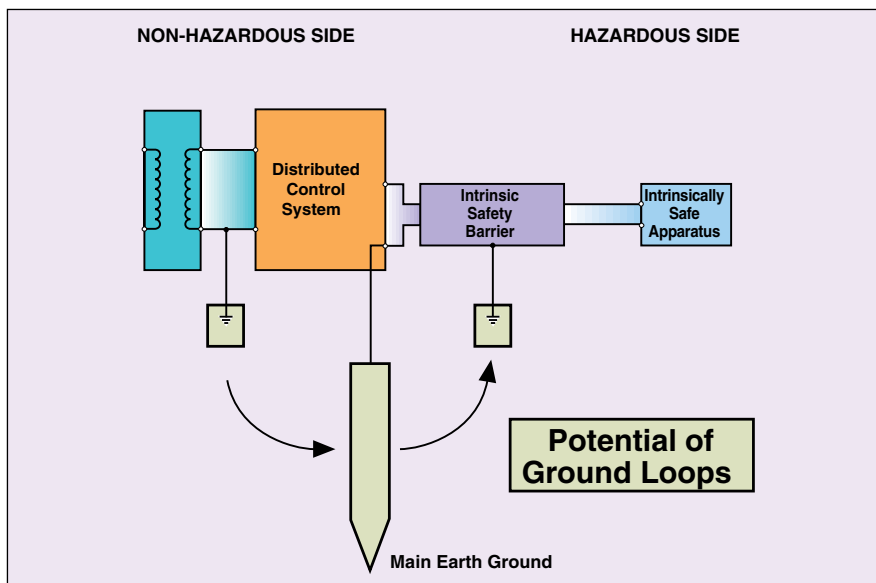 NON-HAZARDOUS SIDE
HAZARDOUS SIDE
Distributed
Control
System
Intrinsic
Safety
Barrier
Intrinsically
Safe
Apparatus
Potential of
Ground Loops
Main Earth Ground